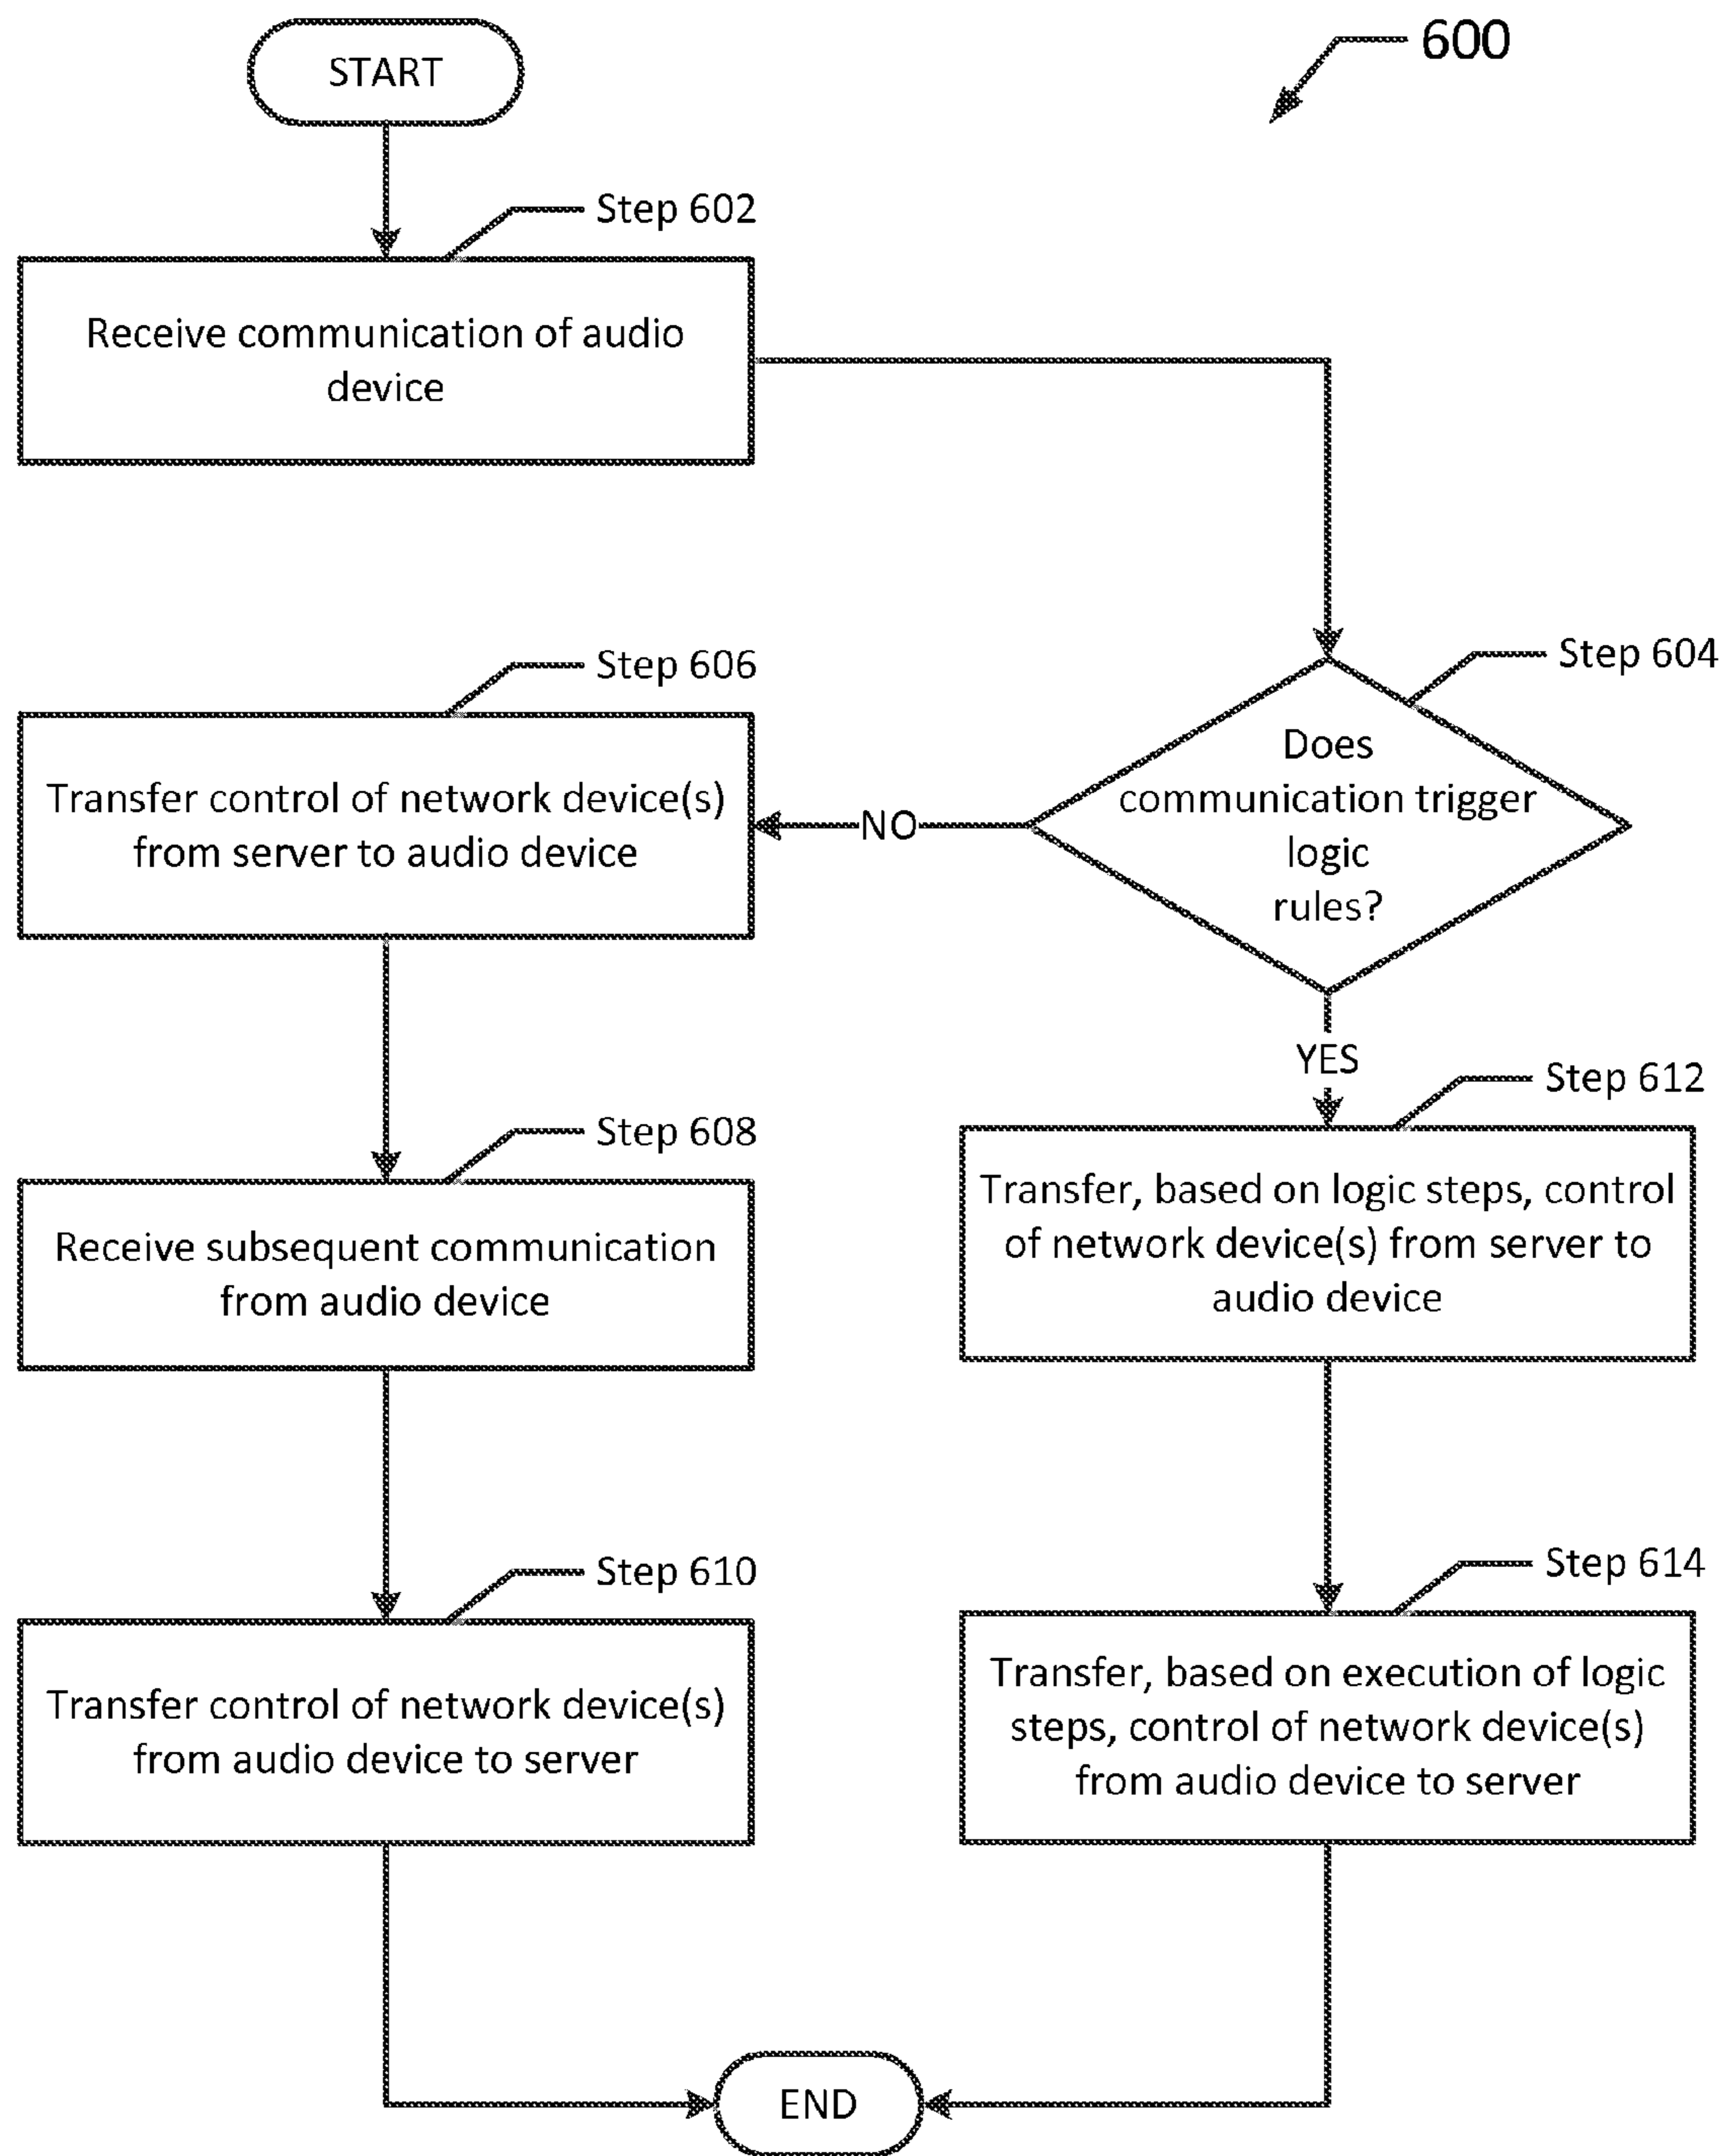 START
600
Step 602
Receive communication of audio
device
Step 604
Does
communication trigger
logic
rules?
NO
Step 606
Transfer control of network device(s)
from server to audio device
Step 608
Receive subsequent communication
from audio device
Step 610
Transfer control of network device(s)
from audio device to server
YES
Step 612
Transfer, based on logic steps, control
of network device(s) from server to
audio device
Step 614
Transfer, based on execution of logic
steps, control of network device(s)
from audio device to server
END